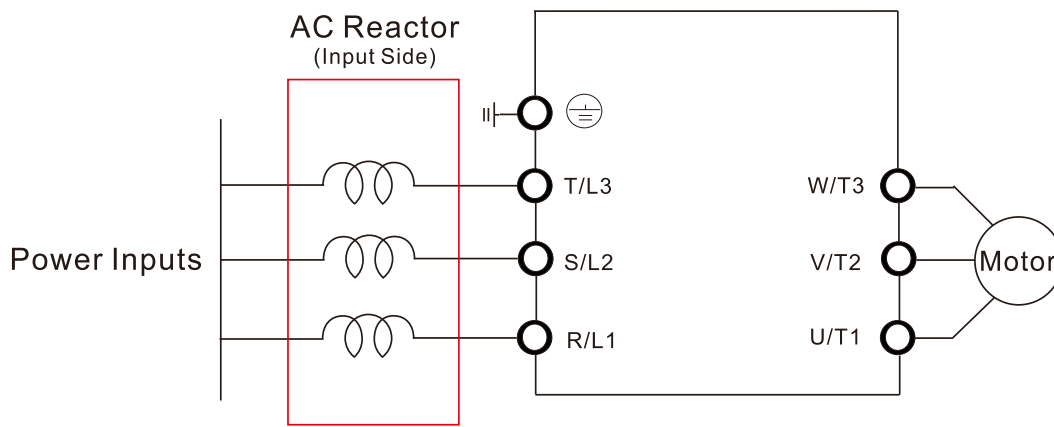 AC Reactor
(Input Side)
T/L3
W/T3
Power Inputs
S/L2
V/T2
Motor
R/L1
U/T1